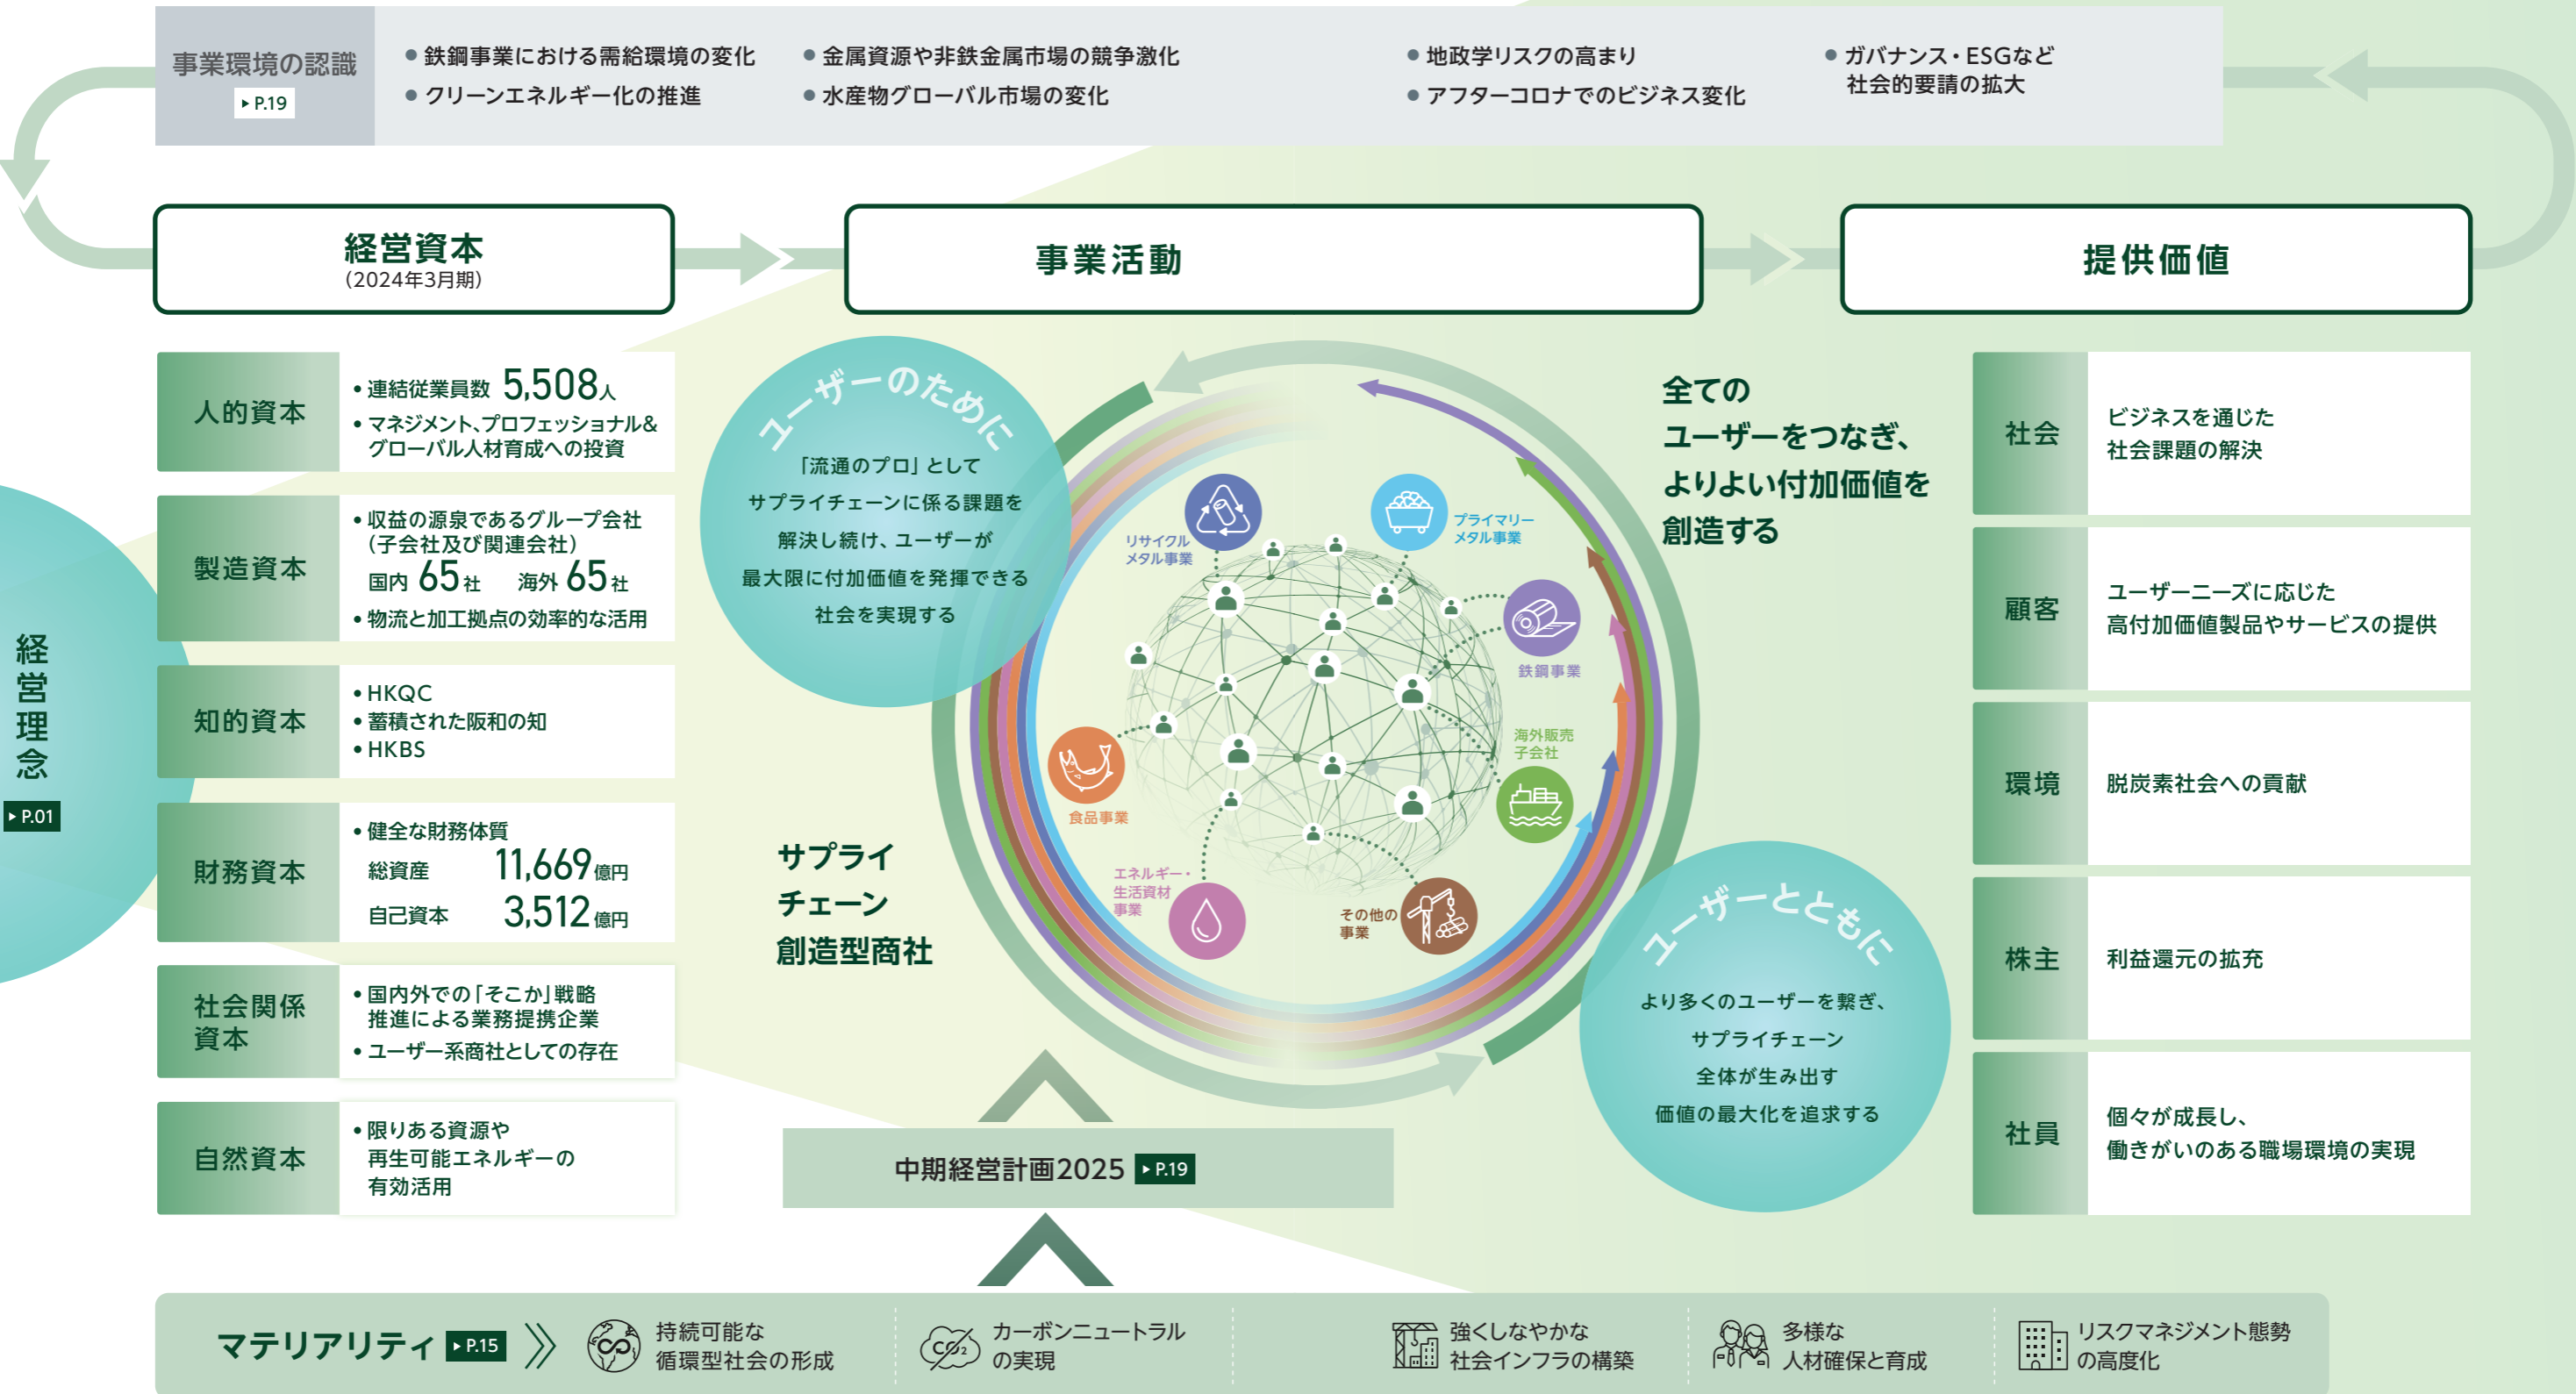 事業環境の認識
▶ P.19
● 鉄鋼事業における需給環境の変化
● クリーンエネルギー化の推進
● 金属資源や非鉄金属市場の競争激化
● 水産物グローバル市場の変化
● 地政学リスクの高まり
● アフターコロナでのビジネス変化
● ガバナンス・ESGなど
社会的要請の拡大
経営理念
▶ P.01
経営資本
(2024年3月期)
人的資本
• 連結従業員数 5,508人
• マネジメント、プロフェッショナル&
グローバル人材育成への投資
製造資本
• 収益の源泉であるグループ会社
(子会社及び関連会社)
国内 65社 海外 65社
• 物流と加工拠点の効率的な活用
知的資本
• HKQC
• 蓄積された阪和の知
• HKBS
財務資本
• 健全な財務体質
総資産 11,669億円
自己資本 3,512億円
社会関係
資本
• 国内外での「そこか」戦略
推進による業務提携企業
• ユーザー系商社としての存在
自然資本
• 限りある資源や
再生可能エネルギーの
有効活用
事業活動
ユーザーのために
「流通のプロ」として
サプライチェーンに係る課題を
解決し続け、ユーザーが
最大限に付加価値を発揮できる
社会を実現する
全ての
ユーザーをつなぎ、
よりよい付加価値を
創造する
リサイクル
メタル事業
プライマリー
メタル事業
鉄鋼事業
海外販売
子会社
食品事業
エネルギー・
生活資材
事業
その他の
事業
サプライ
チェーン
創造型商社
ユーザーとともに
より多くのユーザーを繋ぎ、
サプライチェーン
全体が生み出す
価値の最大化を追求する
中期経営計画2025 ▶ P.19
提供価値
社会
ビジネスを通じた
社会課題の解決
顧客
ユーザーニーズに応じた
高付加価値製品やサービスの提供
環境
脱炭素社会への貢献
株主
利益還元の拡充
社員
個々が成長し、
働きがいのある職場環境の実現
マテリアリティ ▶ P.15
持続可能な
循環型社会の形成
CO2
カーボンニュートラル
の実現
強くしなやかな
社会インフラの構築
多様な
人材確保と育成
リスクマネジメント態勢
の高度化